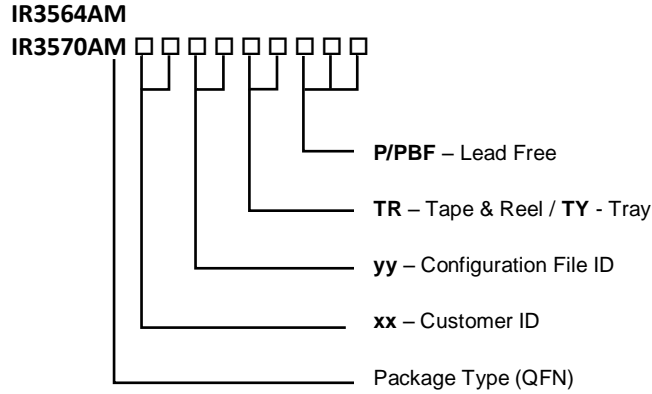 IR3564AM
IR3570AM □ □ □ □ □ □ □ □ □
P/PBF – Lead Free
TR – Tape & Reel / TY - Tray
yy – Configuration File ID
xx – Customer ID
Package Type (QFN)